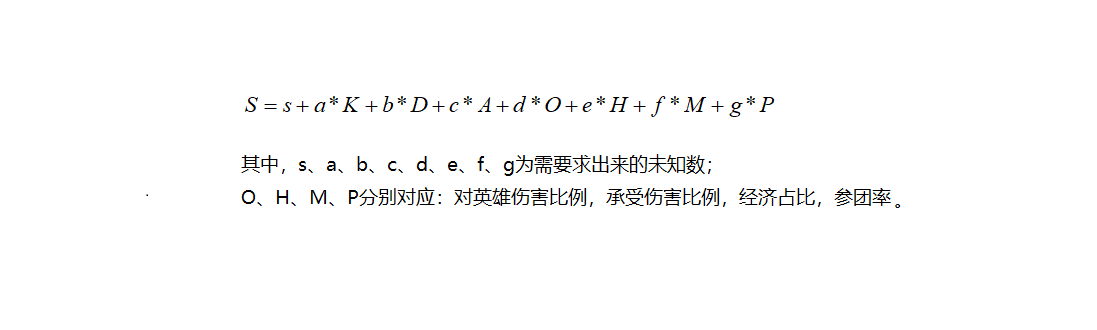 S = s + a * K + b * D + c * A + d * O + e * H + f * M + g * P
其中，s、a、b、c、d、e、f、g为需要求出来的未知数；
O、H、M、P分别对应：对英雄伤害比例，承受伤害比例，经济占比，参团率。